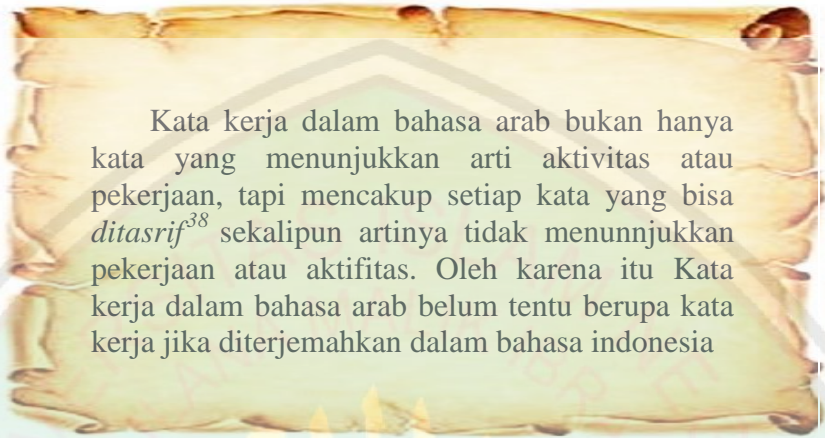 Kata kerja dalam bahasa arab bukan hanya
kata yang menunjukkan arti aktivitas atau
pekerjaan, tapi mencakup setiap kata yang bisa
ditasrif38 sekalipun artinya tidak menunnjukkan
pekerjaan atau aktifitas. Oleh karena itu Kata
kerja dalam bahasa arab belum tentu berupa kata
kerja jika diterjemahkan dalam bahasa indonesia